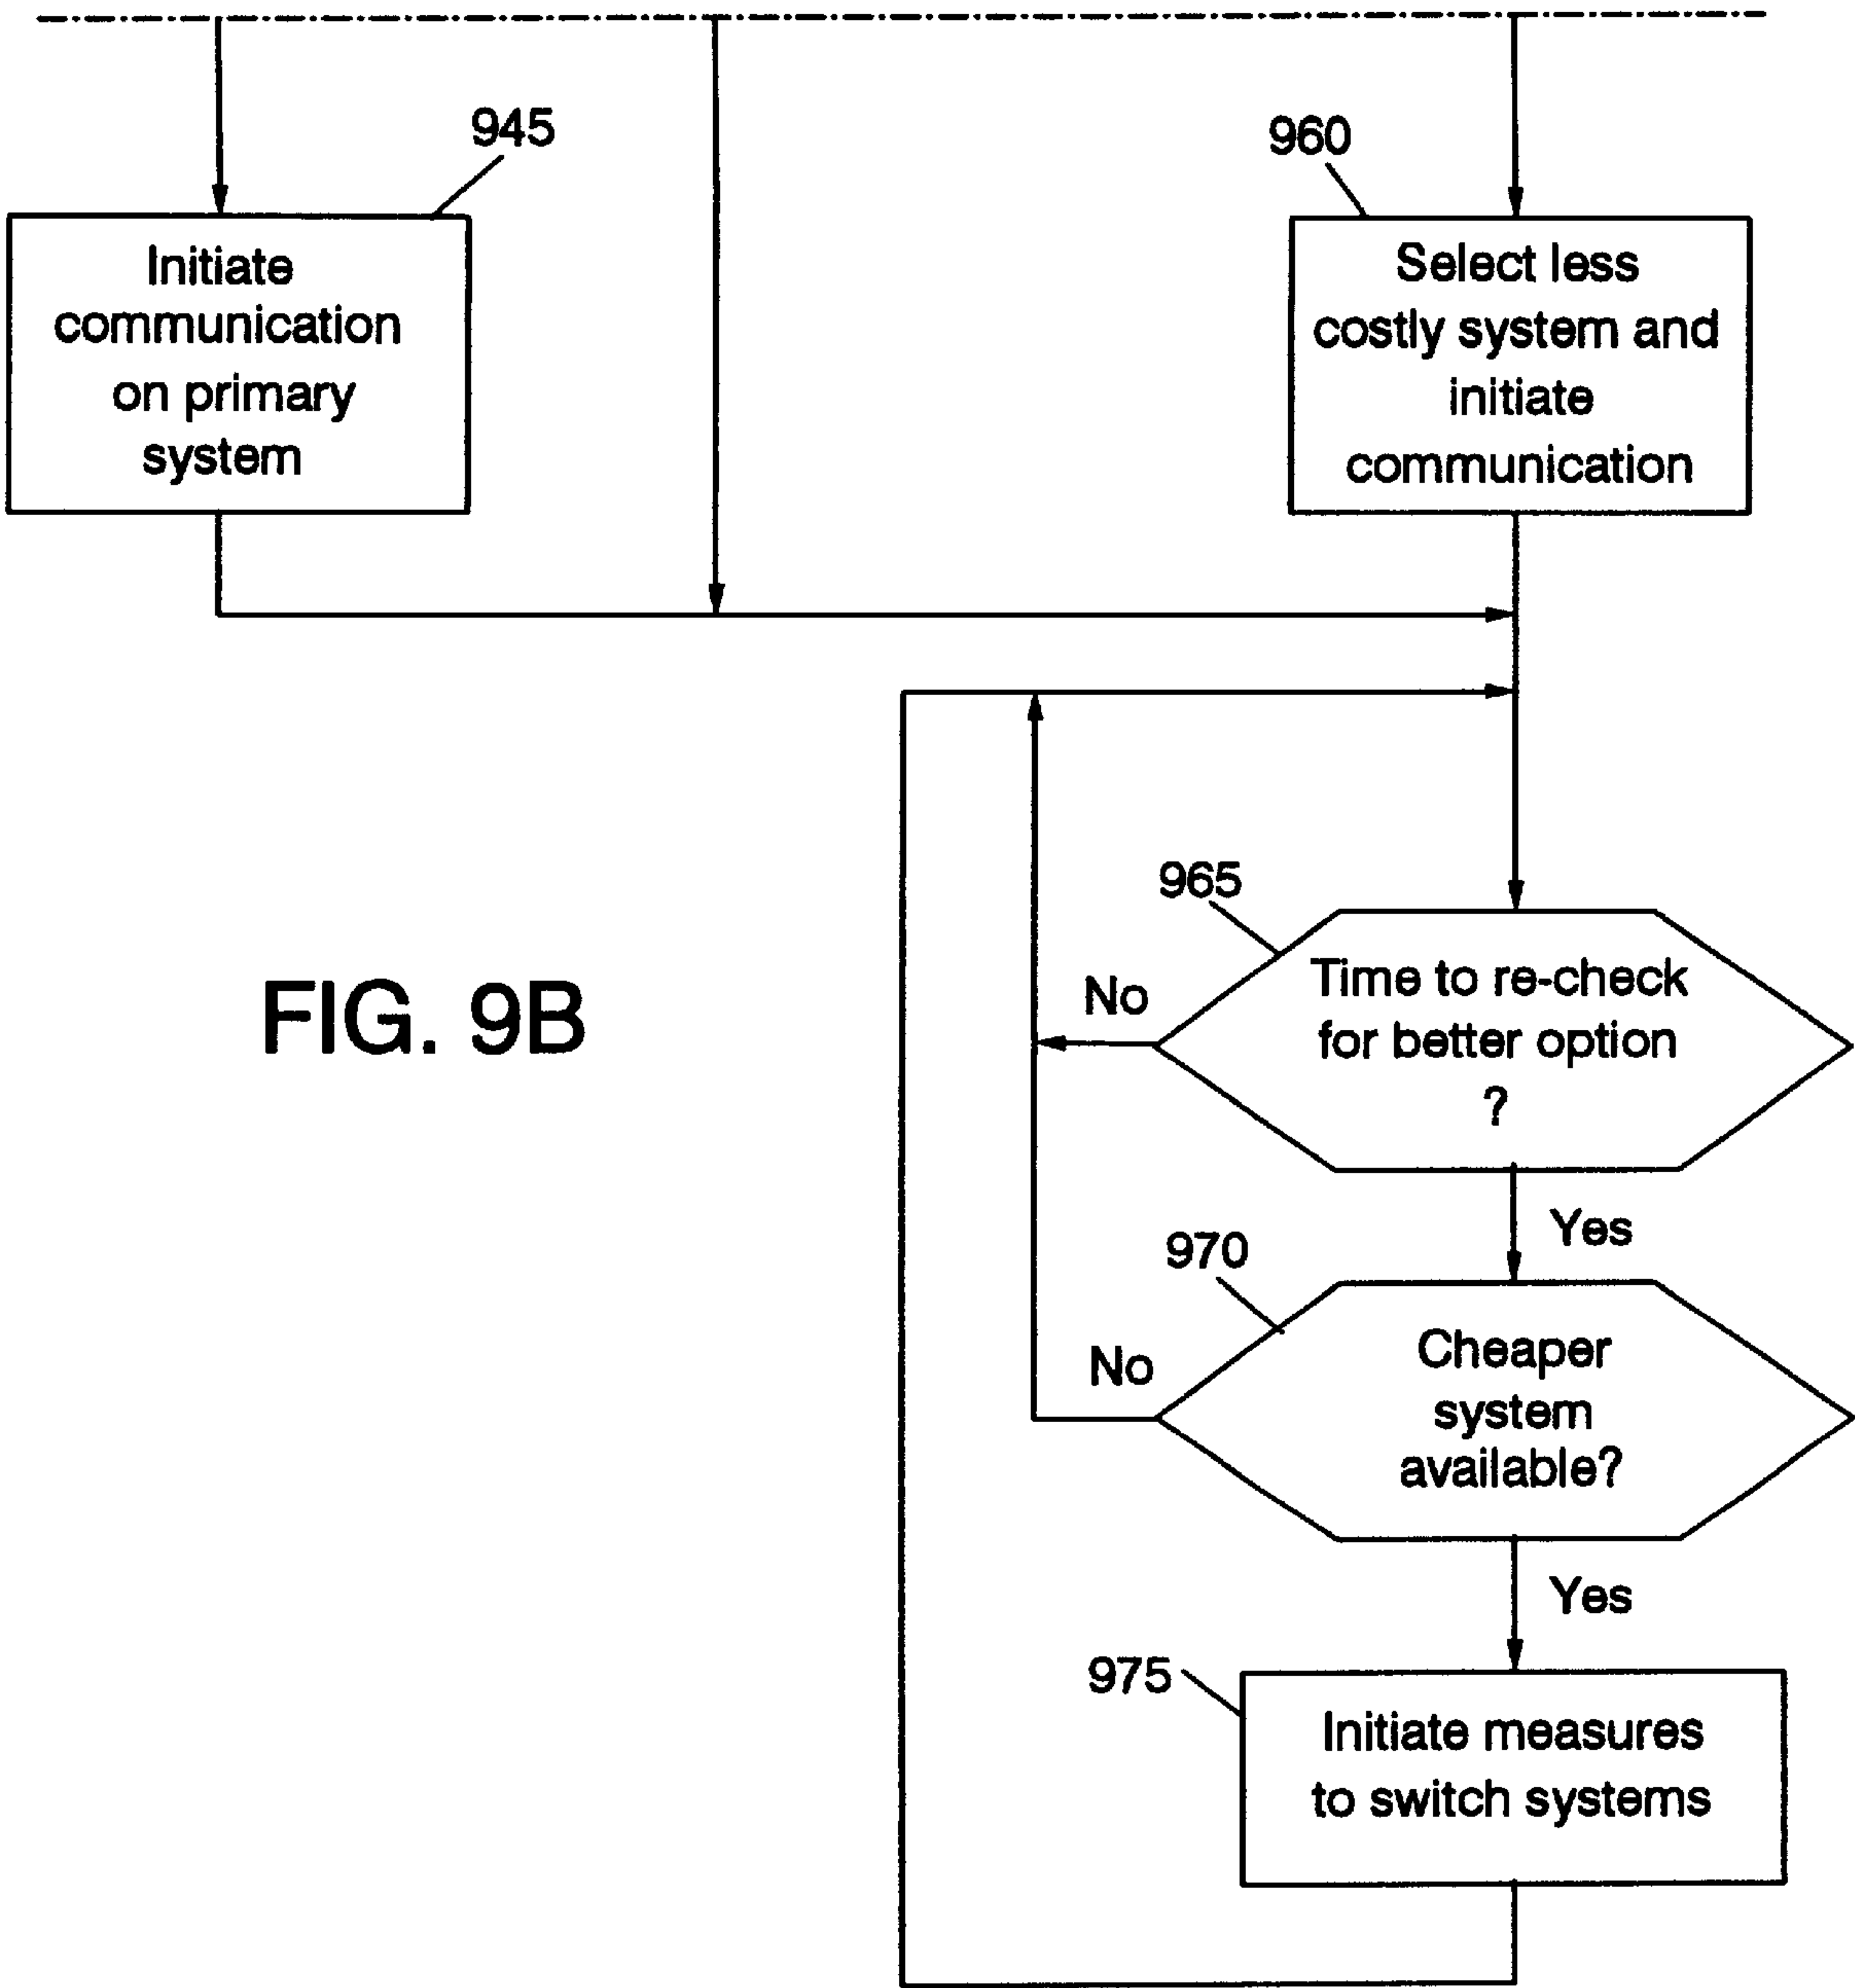 945
Initiate
communication
on primary
system
960
Select less
costly system and
initiate
communication
FIG. 9B
965
Time to re-check
for better option
?
No
Yes
970
Cheaper
system
available?
No
Yes
975
Initiate measures
to switch systems